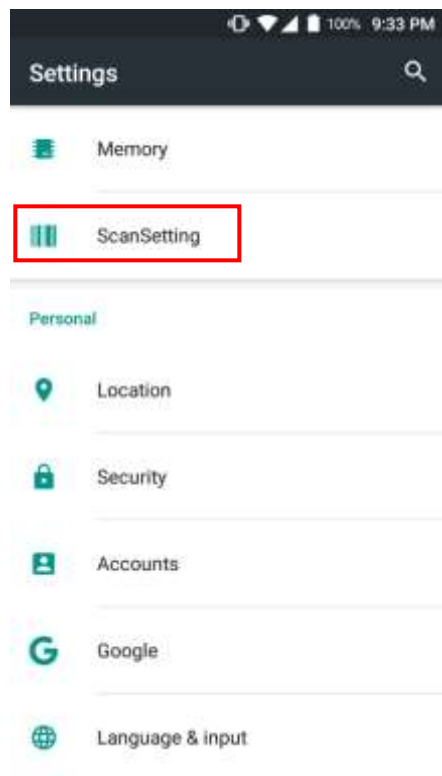 100% 9:33 PM
Settings
Memory
ScanSetting
Personal
Location
Security
Accounts
Google
Language & input